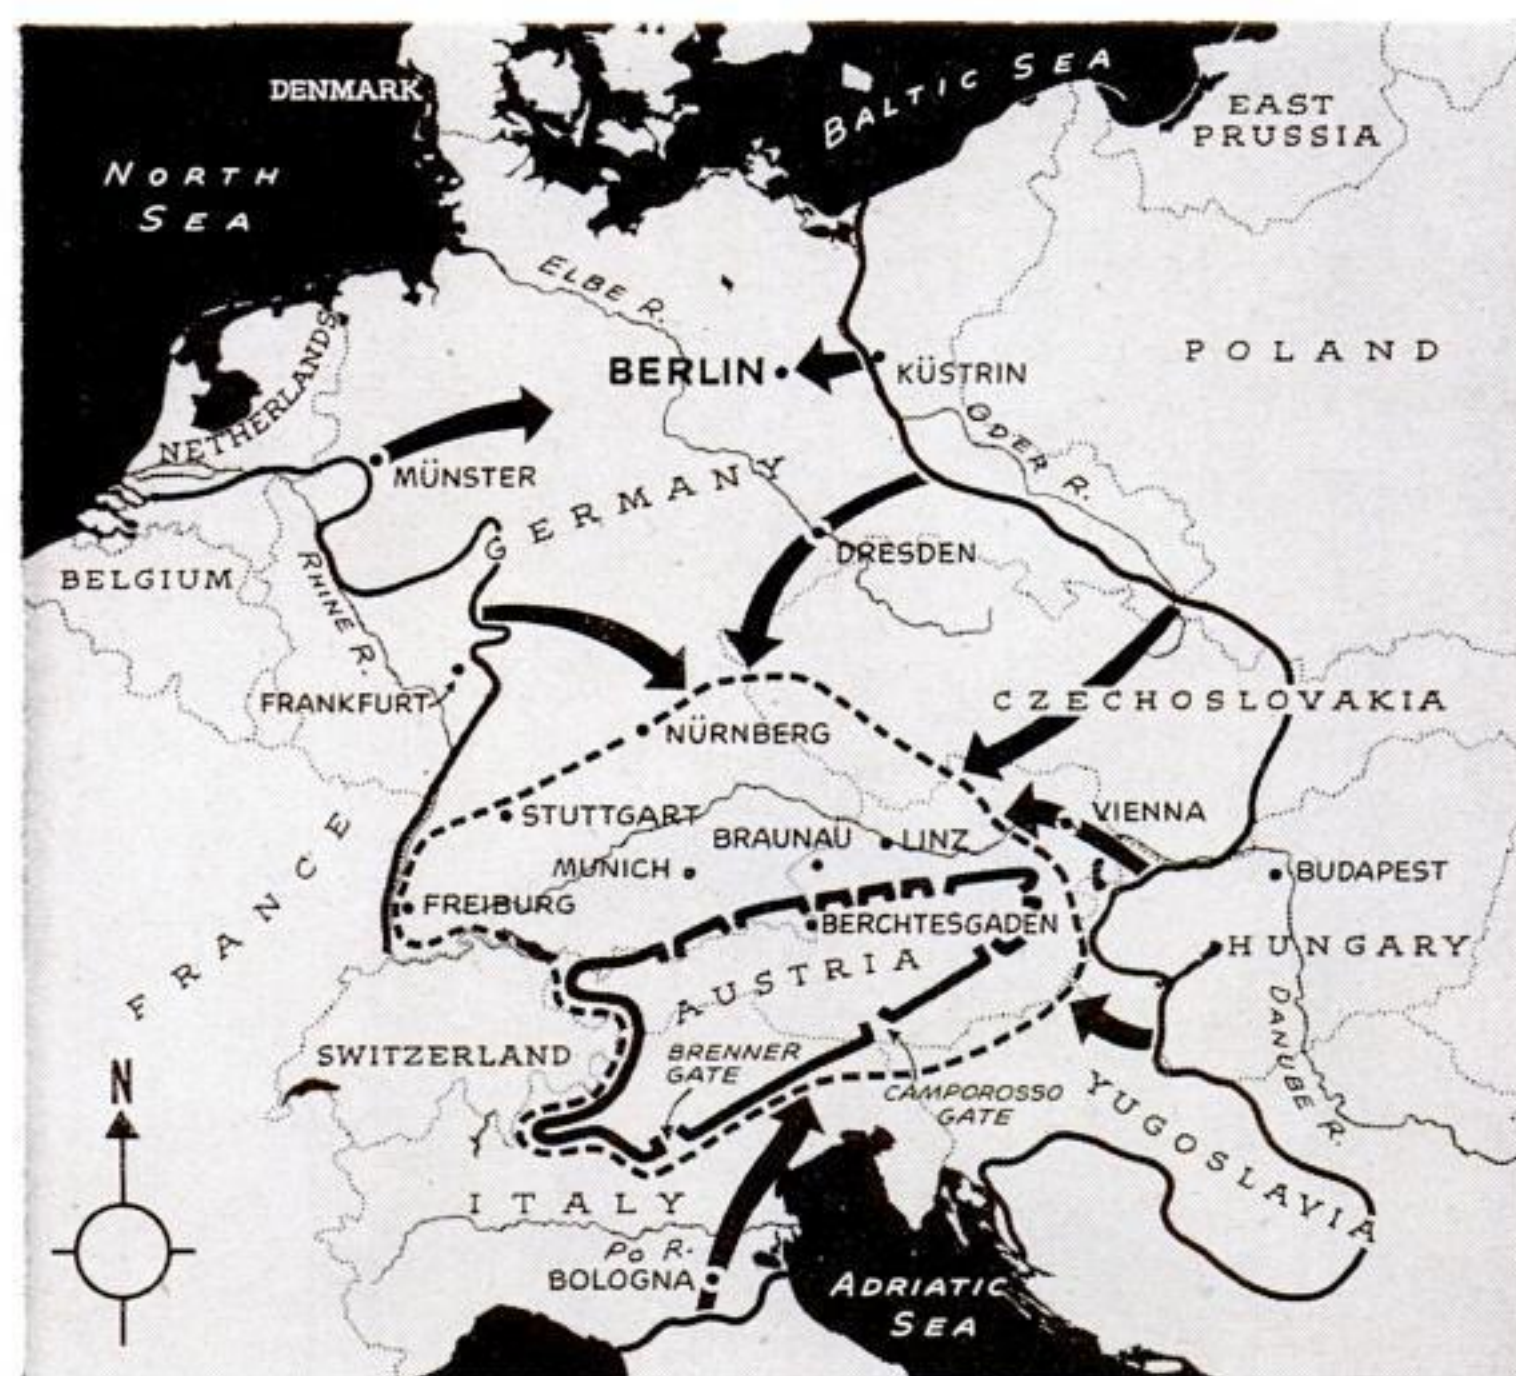 DENMARK
BALTIC SEA
EAST
PRUSSIA
NORTH
SEA
ELBE R.
NETHERLANDS
BERLIN
KÜSTRIN
POLAND
ODER R.
MÜNSTER
GERMANY
BELGIUM
RHINE R.
DRESDEN
FRANKFURT
CZECHOSLOVAKIA
NÜRNBERG
STUTTGART
VIENNA
BRAUNAU
LINZ
MUNICH
BUDAPEST
FREIBURG
BERCHTESGADEN
HUNGARY
FRANCE
AUSTRIA
DANUBE R.
SWITZERLAND
BRENNER
GATE
CAMPOROSSO
GATE
YUGOSLAVIA
N
ITALY
PO R.
BOLOGNA
ADRIATIC
SEA